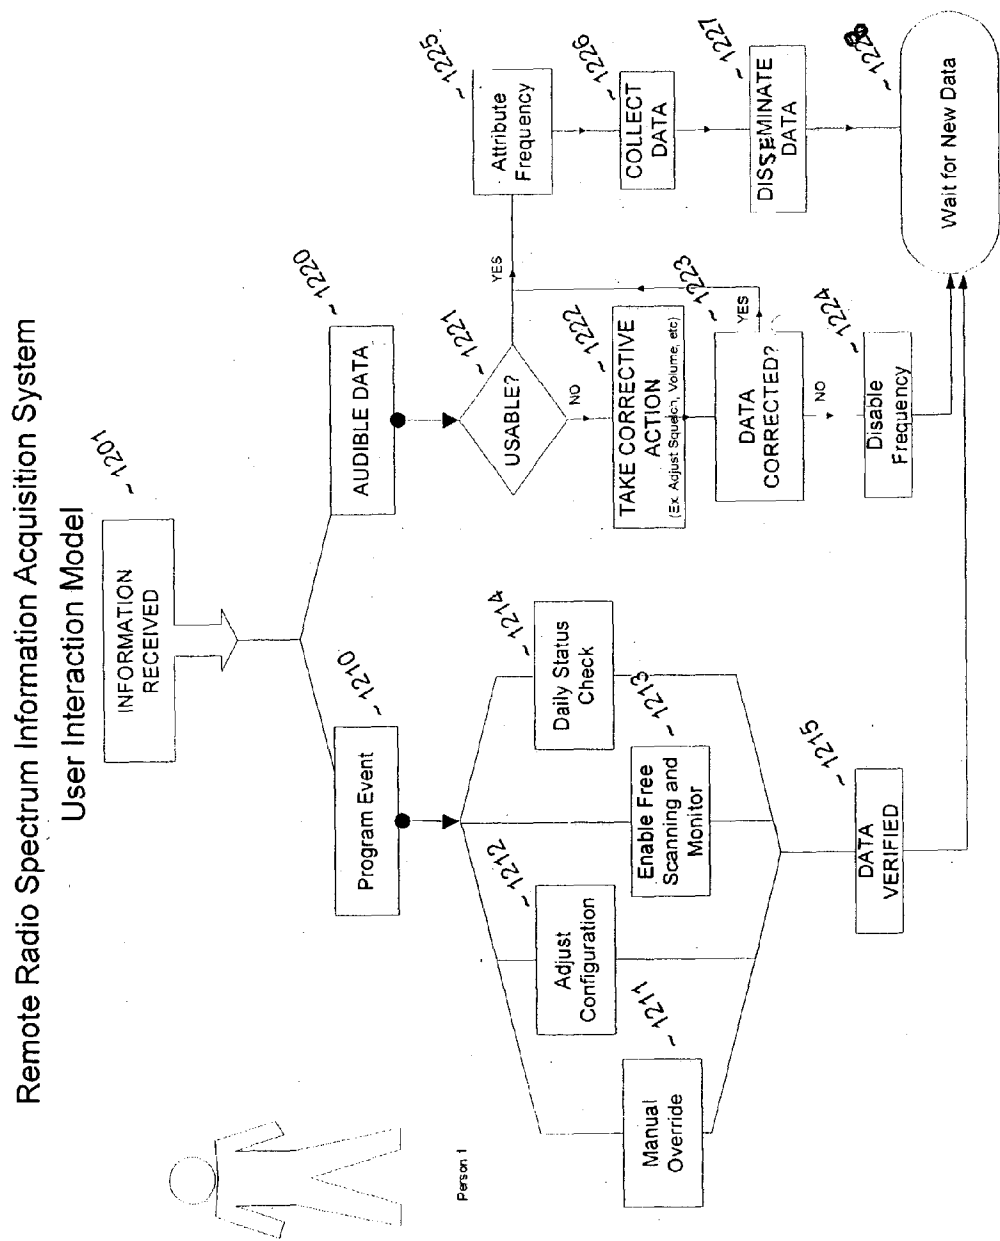 Remote Radio Spectrum Information Acquisition System
User Interaction Model
INFORMATION
RECEIVED
~1201
Program Event
~1210
AUDIBLE DATA
~1220
Person 1
Manual
Override
~1211
Adjust
Configuration
~1212
Enable Free
Scanning and
Monitor
~1213
Daily Status
Check
~1214
DATA
VERIFIED
~1215
USABLE?
~1221
YES
NO
TAKE CORRECTIVE
ACTION
(Ex. Adjust Squelch, Volume, etc)
~1222
DATA
CORRECTED?
~1223
YES
NO
Disable
Frequency
~1224
Attribute
Frequency
~1225
COLLECT
DATA
~1226
DISSEMINATE
DATA
~1227
Wait for New Data
~1228